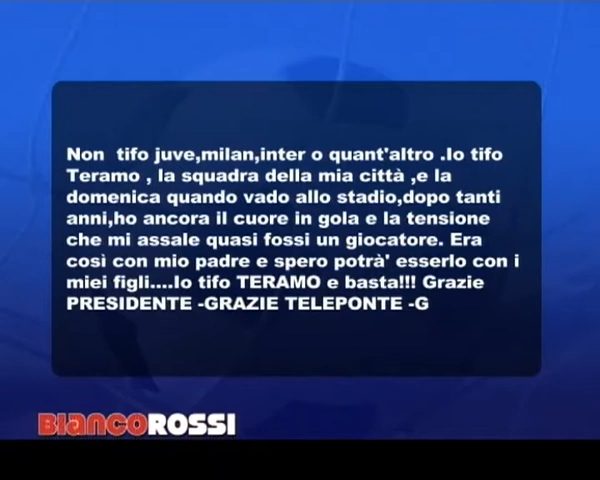 Non  tifo juve,milan,inter o quant'altro .Io tifo
Teramo , la squadra della mia città ,e la
domenica quando vado allo stadio,dopo tanti
anni,ho ancora il cuore in gola e la tensione
che mi assale quasi fossi un giocatore. Era
così con mio padre e spero potrà' esserlo con i
miei figli....Io tifo TERAMO e basta!!! Grazie
PRESIDENTE -GRAZIE TELEPONTE -G
BIANCOROSSI